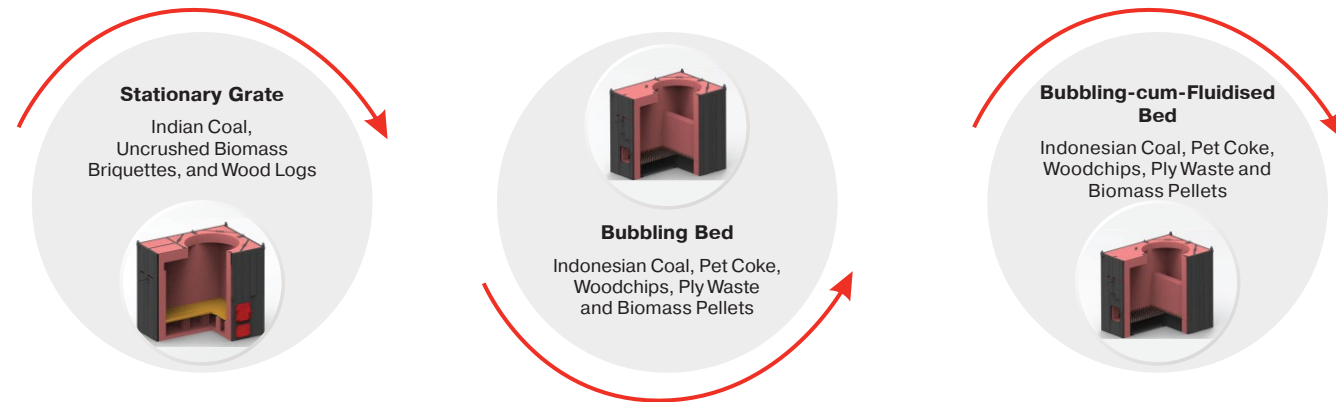 Stationary Grate
Indian Coal,
Uncrushed Biomass
Briquettes, and Wood Logs
Bubbling Bed
Indonesian Coal, Pet Coke,
Woodchips, Ply Waste
and Biomass Pellets
Bubbling-cum-Fluidised
Bed
Indonesian Coal, Pet Coke,
Woodchips, Ply Waste and
Biomass Pellets